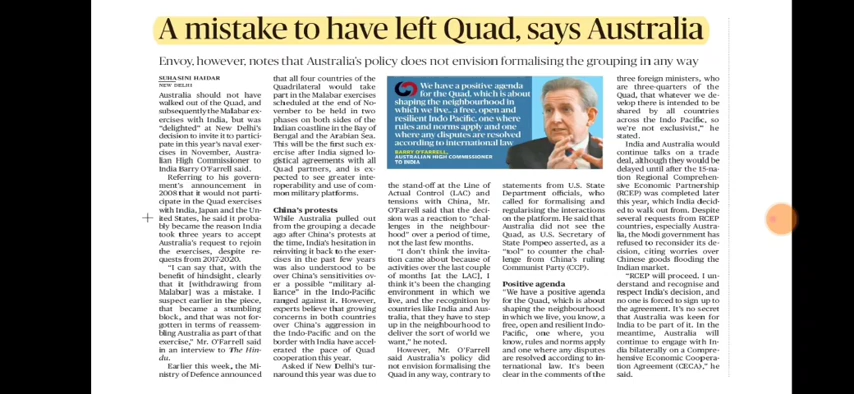 A mistake to have left Quad, says Australia
Envoy, however, notes that Australia's policy does not envision formalising the grouping in any way
SUHASINI HAIDAR
NEW DELHI
Australia should not have
walked out of the Quad, and
subsequently the Malabar ex-
ercises with India, but was
"delighted" at New Delhi's
decision to invite it to partici-
pate in this year's naval exer-
cises in November, Austra-
lian High Commissioner to
India Barry O'Farrell said.
Referring to his govern-
ment's announcement in
2008 that it would not parti-
cipate in the Quad exercises
with India, Japan and the Un-
ited States, he said it proba-
bly became the reason India
took three years to accept
Australia's request to rejoin
the exercises, despite re-
quests from 2017-2020.
"I can say that, with the
benefit of hindsight, clearly
that it [withdrawing from
Malabar] was a mistake. I
suspect earlier in the piece,
that became a stumbling
block, and that was not for-
gotten in terms of reassem-
bling Australia as part of that
exercise," Mr. O'Farrell said
in an interview to The Hin-
du.
Earlier this week, the Mi-
nistry of Defence announced
that all four countries of the
Quadrilateral would take
part in the Malabar exercises
scheduled at the end of No-
vember to be held in two
phases on both sides of the
Indian coastline in the Bay of
Bengal and the Arabian Sea.
This will be the first such ex-
ercise after India signed lo-
gistical agreements with all
Quad partners, and is ex-
pected to see greater inte-
roperability and use of com-
mon military platforms.
China's protests
While Australia pulled out
from the grouping a decade
ago after China's protests at
the time, India's hesitation in
reinviting it back to the exer-
cises in the past few years
was also understood to be
over China's sensitivities ov-
er a possible "military al-
liance" in the Indo-Pacific
ranged against it. However,
experts believe that growing
concerns in both countries
over China's aggression in
the Indo-Pacific and on the
border with India have accel-
erated the pace of Quad
cooperation this year.
Asked if New Delhi's tur-
naround this year was due to
We have a positive agenda
for the Quad, which is about
shaping the neighbourhood in
which we live.. a free, open and
resilient Indo Pacific, one where
rules and norms apply and one
where any disputes are resolved
according to international law
BARRY O'FARRELL,
AUSTRALIAN HIGH COMMISSIONER
TO INDIA
the stand-off at the Line of
Actual Control (LAC) and
tensions with China, Mr.
O'Farrell said that the deci-
sion was a reaction to "chal-
lenges in the neighbour-
hood" over a period of time,
not the last few months.
"I don't think the invita-
tion came about because of
activities over the last couple
of months [at the LAC], I
think it's been the changing
environment in which we
live, and the recognition by
countries like India and Aus-
tralia, that they have to step
up in the neighbourhood to
deliver the sort of world we
want," he noted.
However, Mr. O'Farrell
said Australia's policy did
not envision formalising the
Quad in any way, contrary to
statements from U.S. State
Department officials, who
called for formalising and
regularising the interactions
on the platform. He said that
Australia did not see the
Quad, as U.S. Secretary of
State Pompeo asserted, as a
"tool" to counter the chal-
lenge from China's ruling
Communist Party (CCP).
Positive agenda
"We have a positive agenda
for the Quad, which is about
shaping the neighbourhood
in which we live, you know, a
free, open and resilient Indo-
Pacific, one where, you
know, rules and norms apply
and one where any disputes
are resolved according to in-
ternational law. It's been
clear in the comments of the
three foreign ministers, who
are three-quarters of the
Quad, that whatever we de-
velop there is intended to be
shared by all countries
across the Indo Pacific, so
we're not exclusivist," he
stated.
India and Australia would
continue talks on a trade
deal, although they would be
delayed until after the 15-na-
tion Regional Comprehen-
sive Economic Partnership
(RCEP) was completed later
this year, which India decid-
ed to walk out from. Despite
several requests from RCEP
countries, especially Austra-
lia, the Modi government has
refused to reconsider its de-
cision, citing worries over
Chinese goods flooding the
Indian market.
"RCEP will proceed. I un-
derstand and recognise and
respect India's decision, and
no one is forced to sign up to
the agreement. It's no secret
that Australia was keen for
India to be part of it. In the
meantime, Australia will
continue to engage with In-
dia bilaterally on a Compre-
hensive Economic Coopera-
tion Agreement (CECA)," he
said.